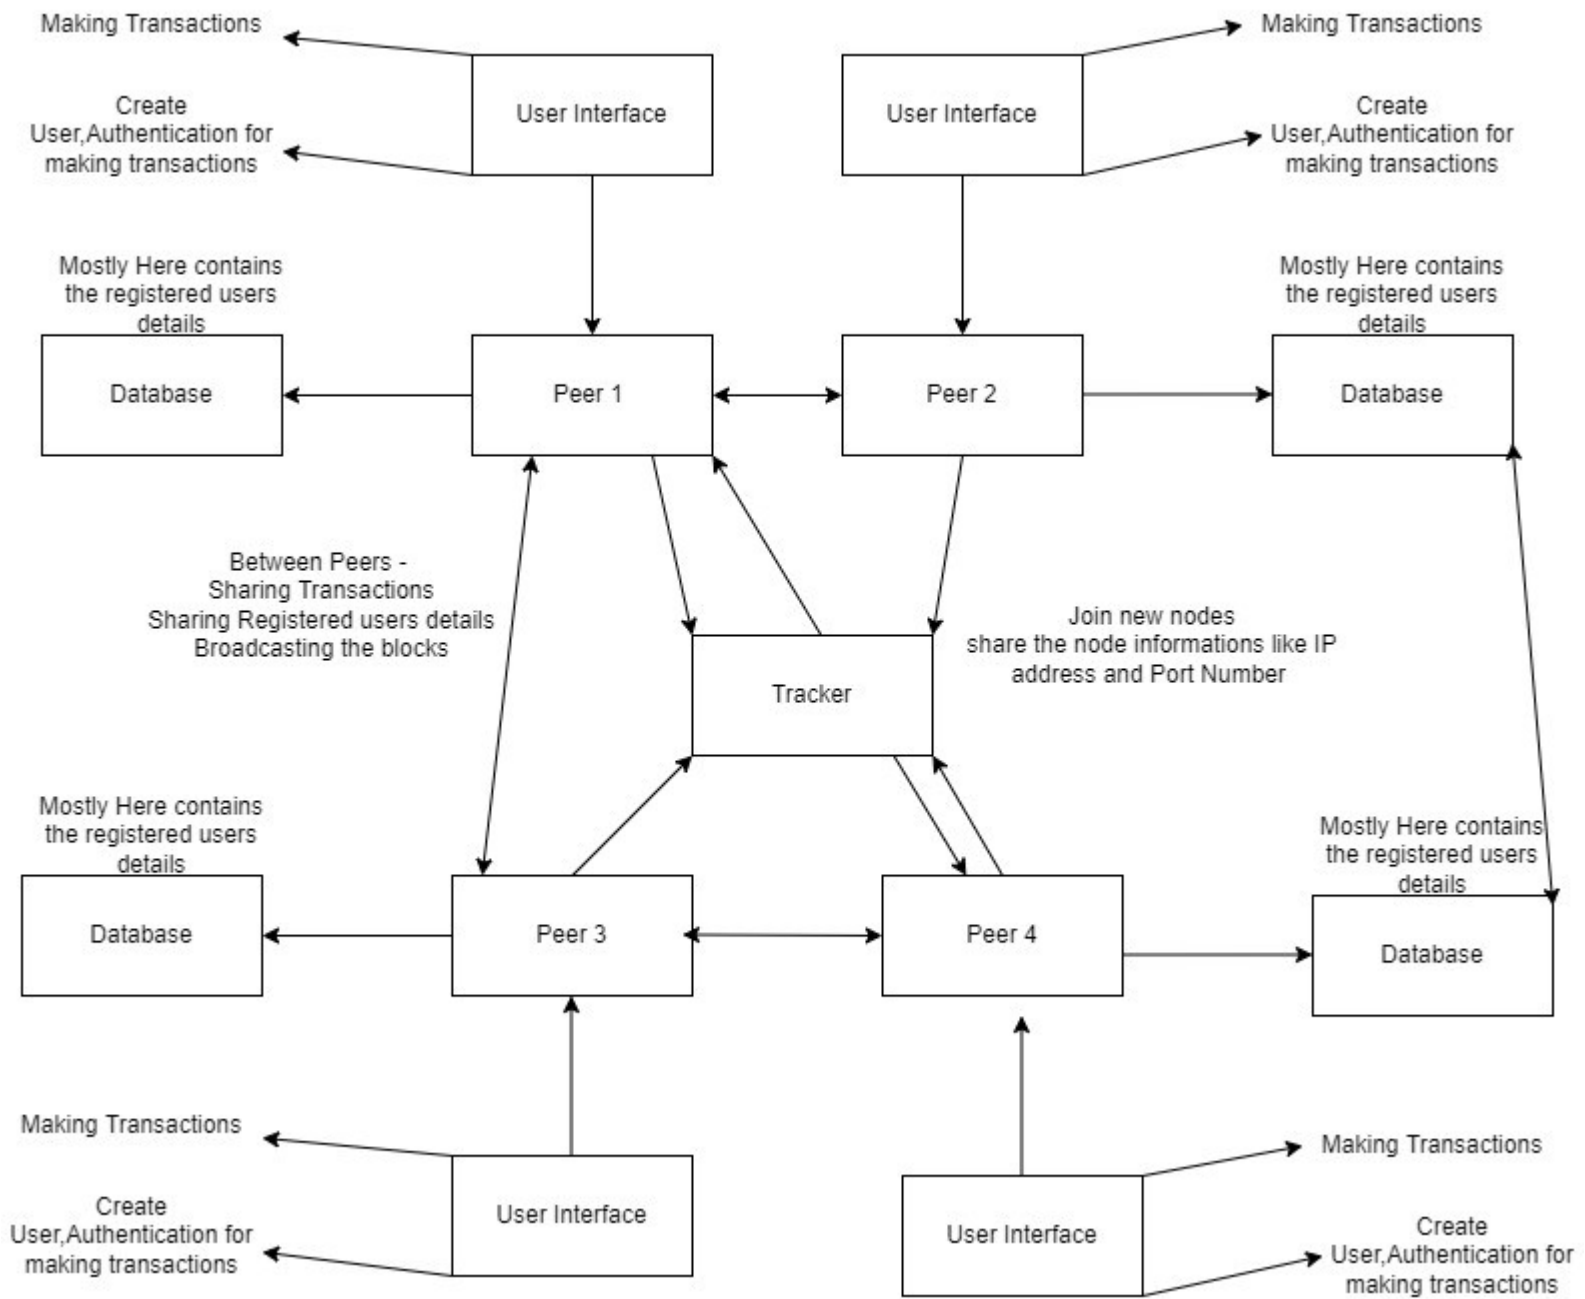 Making Transactions
Making Transactions
User Interface
User Interface
Create
User,Authentication for
making transactions
Create
User,Authentication for
making transactions
Mostly Here contains
the registered users
details
Mostly Here contains
the registered users
details
Database
Peer 1
Peer 2
Database
Between Peers -
Sharing Transactions
Sharing Registered users details
Broadcasting the blocks
Join new nodes
share the node informations like IP
address and Port Number
Tracker
Mostly Here contains
the registered users
details
Mostly Here contains
the registered users
details
Database
Peer 3
Peer 4
Database
Making Transactions
Making Transactions
User Interface
User Interface
Create
User,Authentication for
making transactions
Create
User,Authentication for
making transactions